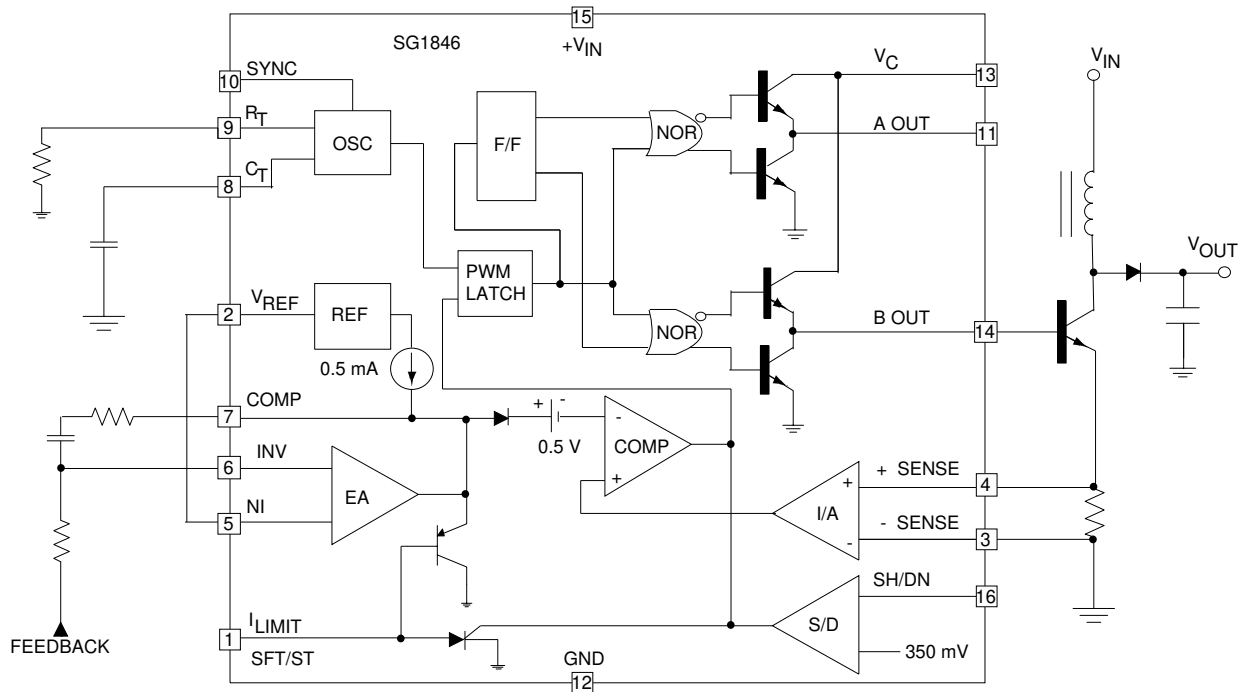 15
SG1846
+VIN
10
SYNC
9
RT
8
CT
OSC
F/F
NOR
VC
13
A OUT
11
VIN
PWM
LATCH
2
VREF
REF
0.5 mA
NOR
B OUT
14
VOUT
7
COMP
+ -
0.5 V
-
COMP
+
6
INV
5
NI
EA
I/A
+
-
+ SENSE
4
- SENSE
3
SH/DN
16
S/D
350 mV
FEEDBACK
1
ILIMIT
SFT/ST
GND
12